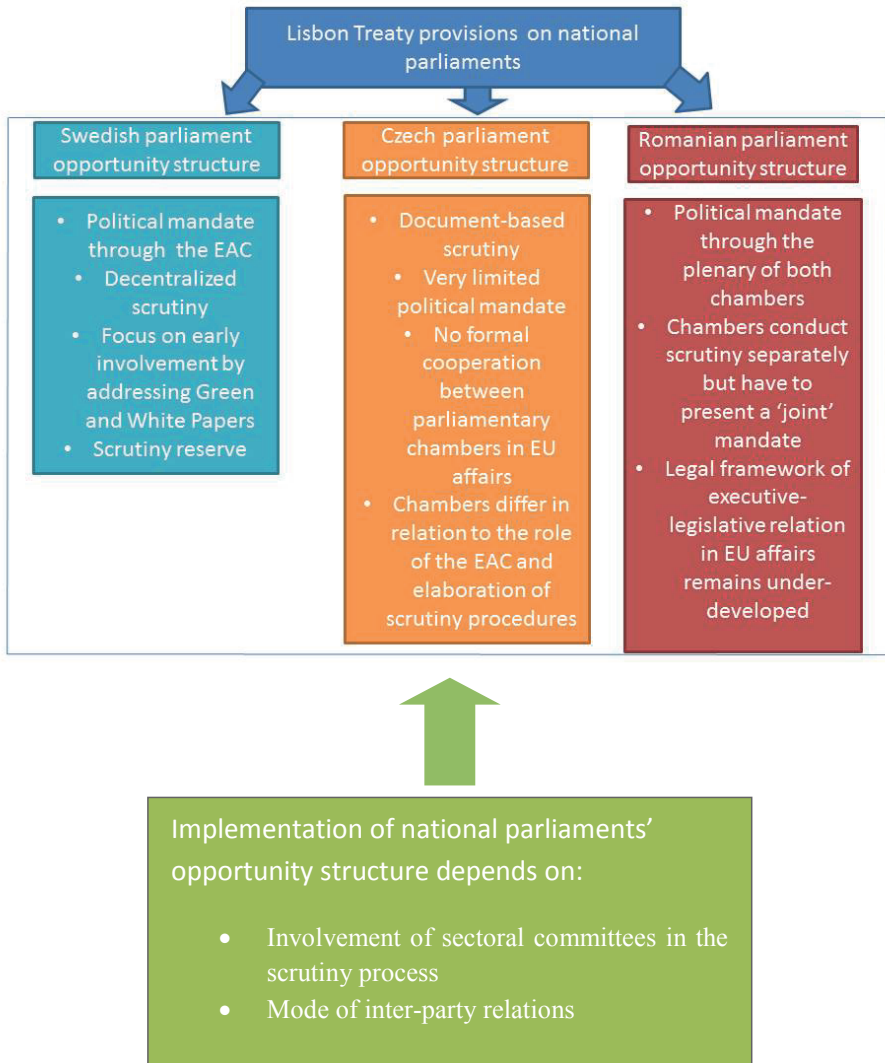 Lisbon Treaty provisions on national
parliaments
Swedish parliament
opportunity structure
• Political mandate
through the EAC
• Decentralized
scrutiny
• Focus on early
involvement by
addressing Green
and White Papers
• Scrutiny reserve
Czech parliament
opportunity structure
• Document-based
scrutiny
• Very limited
political mandate
• No formal
cooperation
between
parliamentary
chambers in EU
affairs
• Chambers differ in
relation to the role
of the EAC and
elaboration of
scrutiny procedures
Romanian parliament
opportunity structure
• Political mandate
through the
plenary of both
chambers
• Chambers conduct
scrutiny separately
but have to
present a ‘joint’
mandate
• Legal framework of
executive-
legislative relation
in EU affairs
remains under-
developed
Implementation of national parliaments’
opportunity structure depends on:
• Involvement of sectoral committees in the
scrutiny process
• Mode of inter-party relations